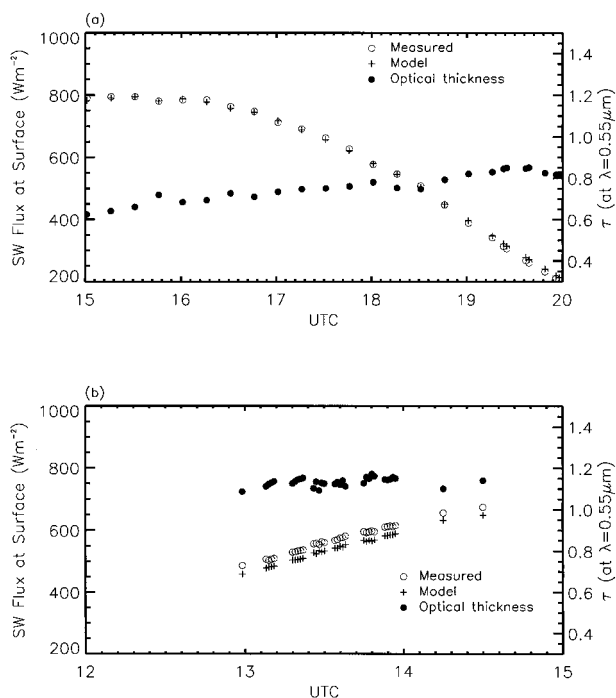 (a)
1000
800
600
400
200
SW Flux at Surface (Wm⁻²)
1.4
1.2
1.0
0.8
0.6
0.4
τ (at λ=0.55μm)
○ Measured
+ Model
● Optical thickness
15 16 17 18 19 20
UTC
(b)
1000
800
600
400
200
SW Flux at Surface (Wm⁻²)
1.4
1.2
1.0
0.8
0.6
0.4
τ (at λ=0.55μm)
○ Measured
+ Model
● Optical thickness
12 13 14 15
UTC